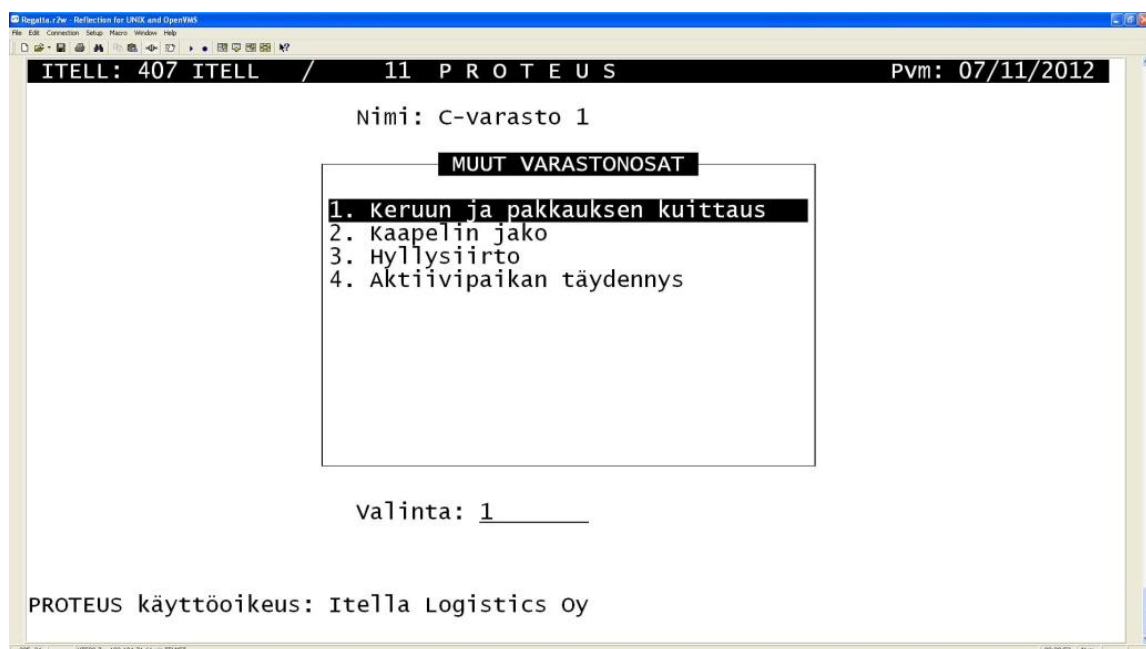 Regatta.r2w - Reflection for UNIX and OpenVMS
File Edit Connection Setup Macro Window Help
ITELL: 407 ITELL / 11 P R O T E U S Pvm: 07/11/2012
Nimi: C-varasto 1
MUUT VARASTONOSAT
1. Keruun ja pakkauksen kuittaus
2. Kaapelin jako
3. Hyllysiirto
4. Aktiivipaikan täydennys
Valinta: 1
PROTEUS käyttöoikeus: Itella Logistics Oy